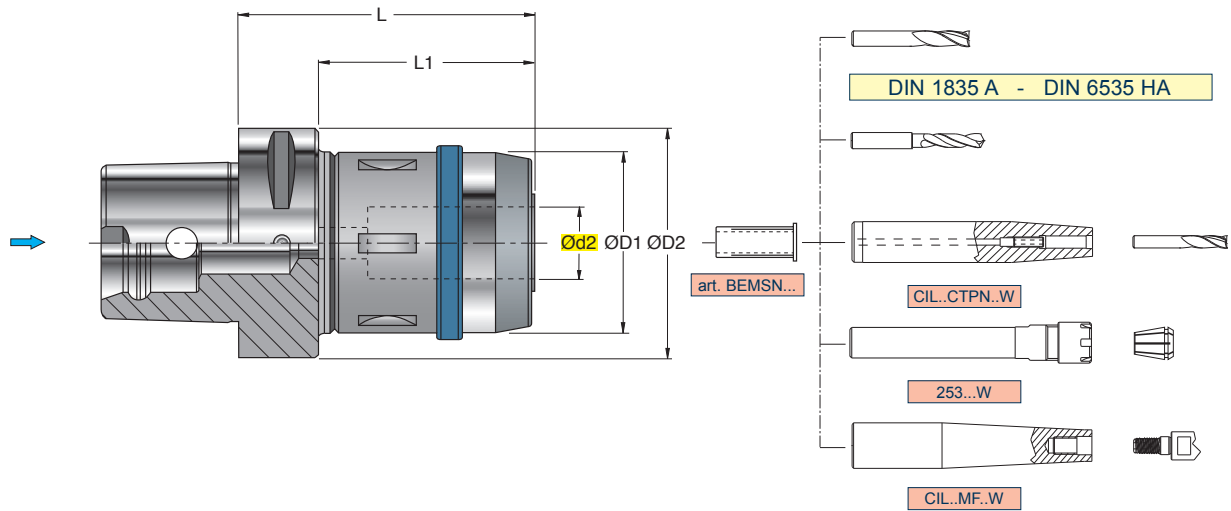 L
L1
Ød2 ØD1 ØD2
DIN 1835 A - DIN 6535 HA
art. BEMSN...
CIL..CTPN..W
253...W
CIL..MF..W